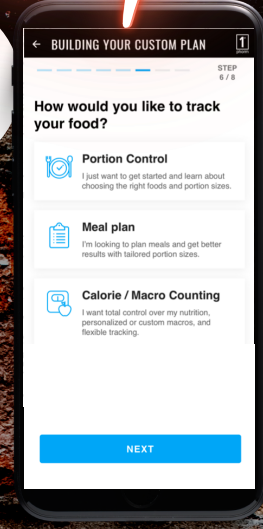 ← BUILDING YOUR CUSTOM PLAN
1
STEP
6 / 8
How would you like to track
your food?
Portion Control
I just want to get started and learn about
choosing the right foods and portion sizes.
Meal plan
I'm looking to plan meals and get better
results with tailored portion sizes.
Calorie / Macro Counting
I want total control over my nutrition,
personalized or custom macros, and
flexible tracking.
NEXT